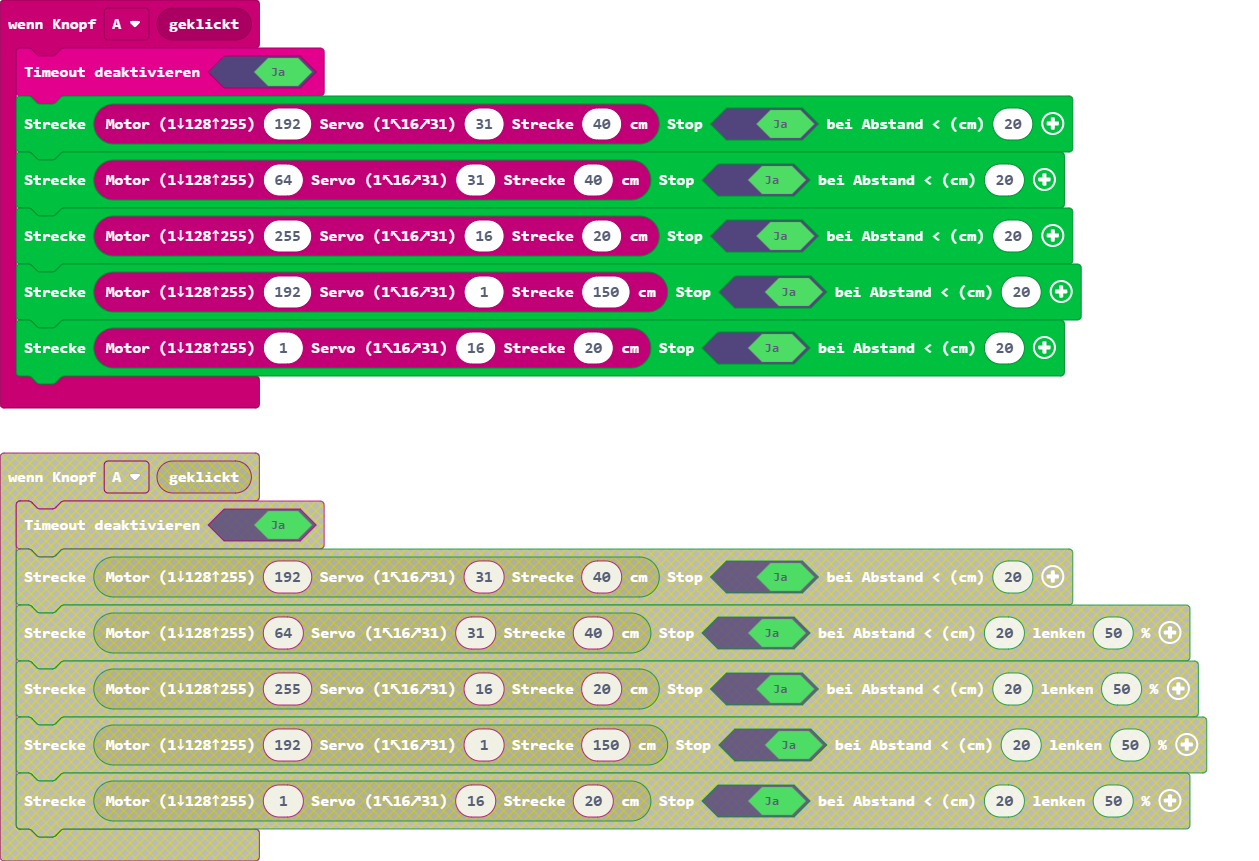 wenn Knopf A geklickt
Timeout deaktivieren Ja
Strecke Motor (1↓128↑255) 192 Servo (1↖16↗31) 31 Strecke 40 cm Stop Ja bei Abstand < (cm) 20
Strecke Motor (1↓128↑255) 64 Servo (1↖16↗31) 31 Strecke 40 cm Stop Ja bei Abstand < (cm) 20
Strecke Motor (1↓128↑255) 255 Servo (1↖16↗31) 16 Strecke 20 cm Stop Ja bei Abstand < (cm) 20
Strecke Motor (1↓128↑255) 192 Servo (1↖16↗31) 1 Strecke 150 cm Stop Ja bei Abstand < (cm) 20
Strecke Motor (1↓128↑255) 1 Servo (1↖16↗31) 16 Strecke 20 cm Stop Ja bei Abstand < (cm) 20
wenn Knopf A geklickt
Timeout deaktivieren Ja
Strecke Motor (1↓128↑255) 192 Servo (1↖16↗31) 31 Strecke 40 cm Stop Ja bei Abstand < (cm) 20
Strecke Motor (1↓128↑255) 64 Servo (1↖16↗31) 31 Strecke 40 cm Stop Ja bei Abstand < (cm) 20 lenken 50 %
Strecke Motor (1↓128↑255) 255 Servo (1↖16↗31) 16 Strecke 20 cm Stop Ja bei Abstand < (cm) 20 lenken 50 %
Strecke Motor (1↓128↑255) 192 Servo (1↖16↗31) 1 Strecke 150 cm Stop Ja bei Abstand < (cm) 20 lenken 50 %
Strecke Motor (1↓128↑255) 1 Servo (1↖16↗31) 16 Strecke 20 cm Stop Ja bei Abstand < (cm) 20 lenken 50 %